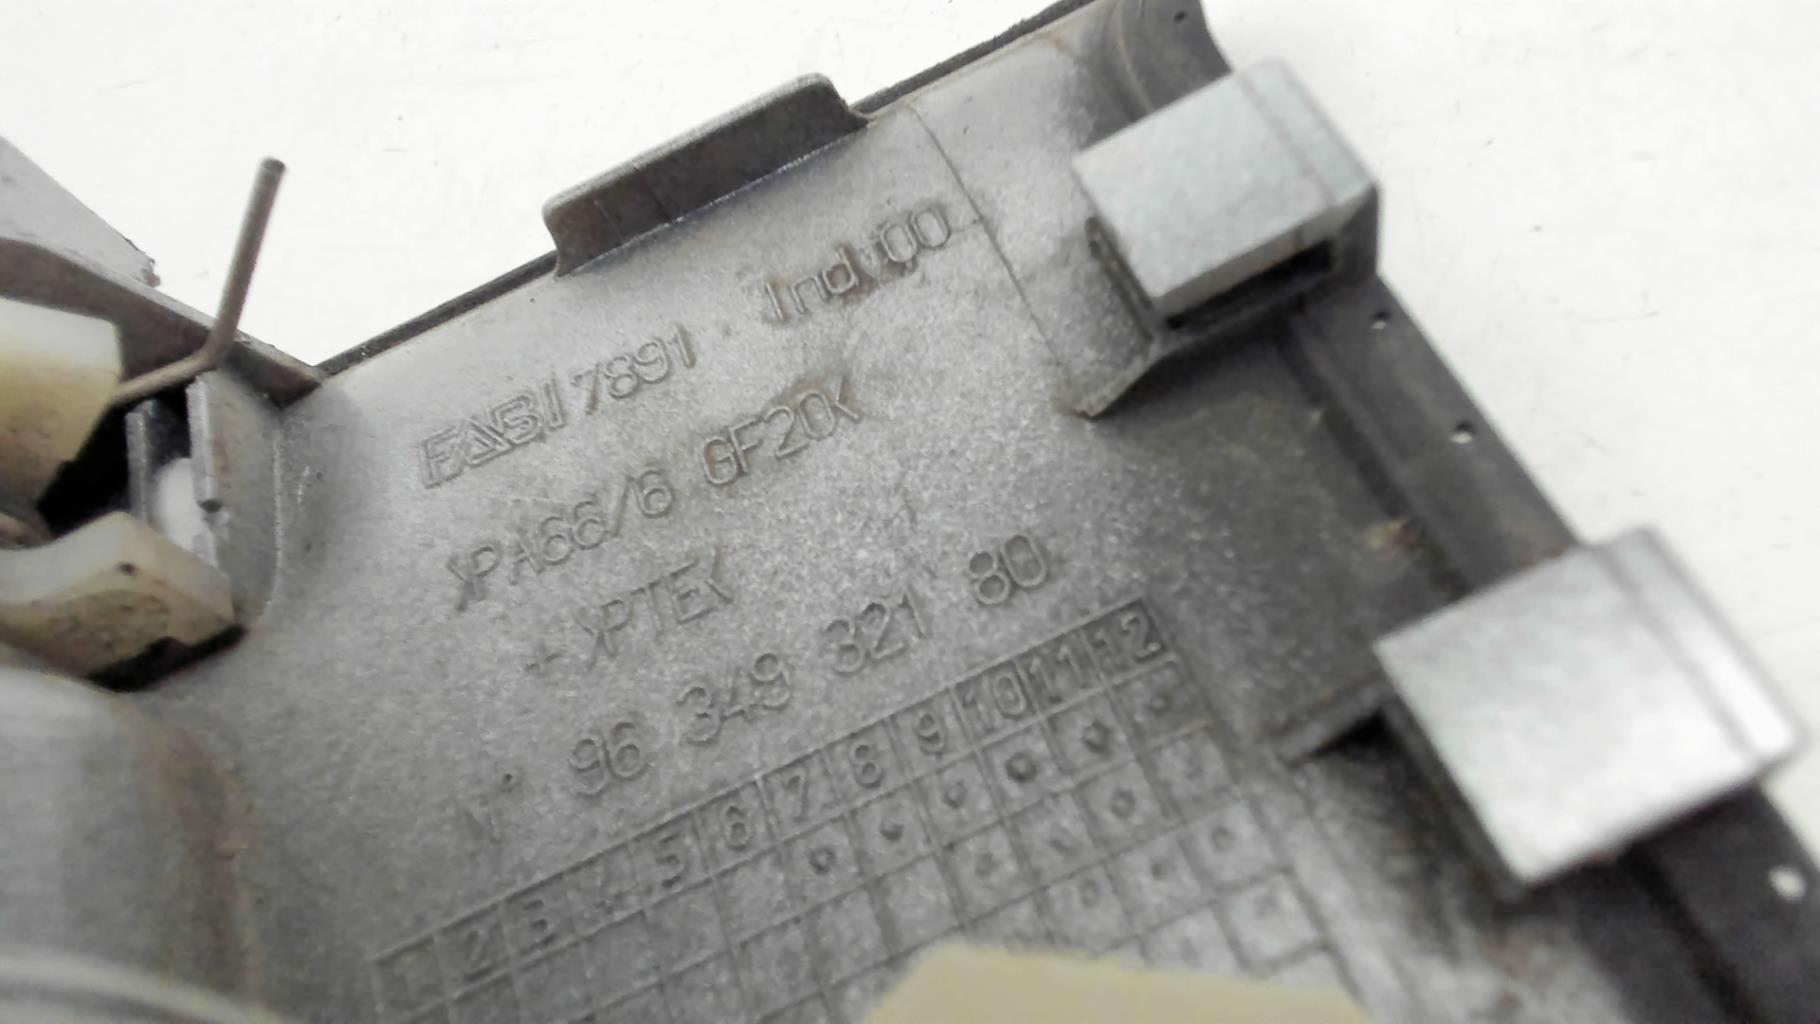 FABI 7891 . Ind : 00
>PA66/6 GF20<
+ >PTE<
N° 96 349 321 80
1 2 3 4 5 6 7 8 9 10 11 12